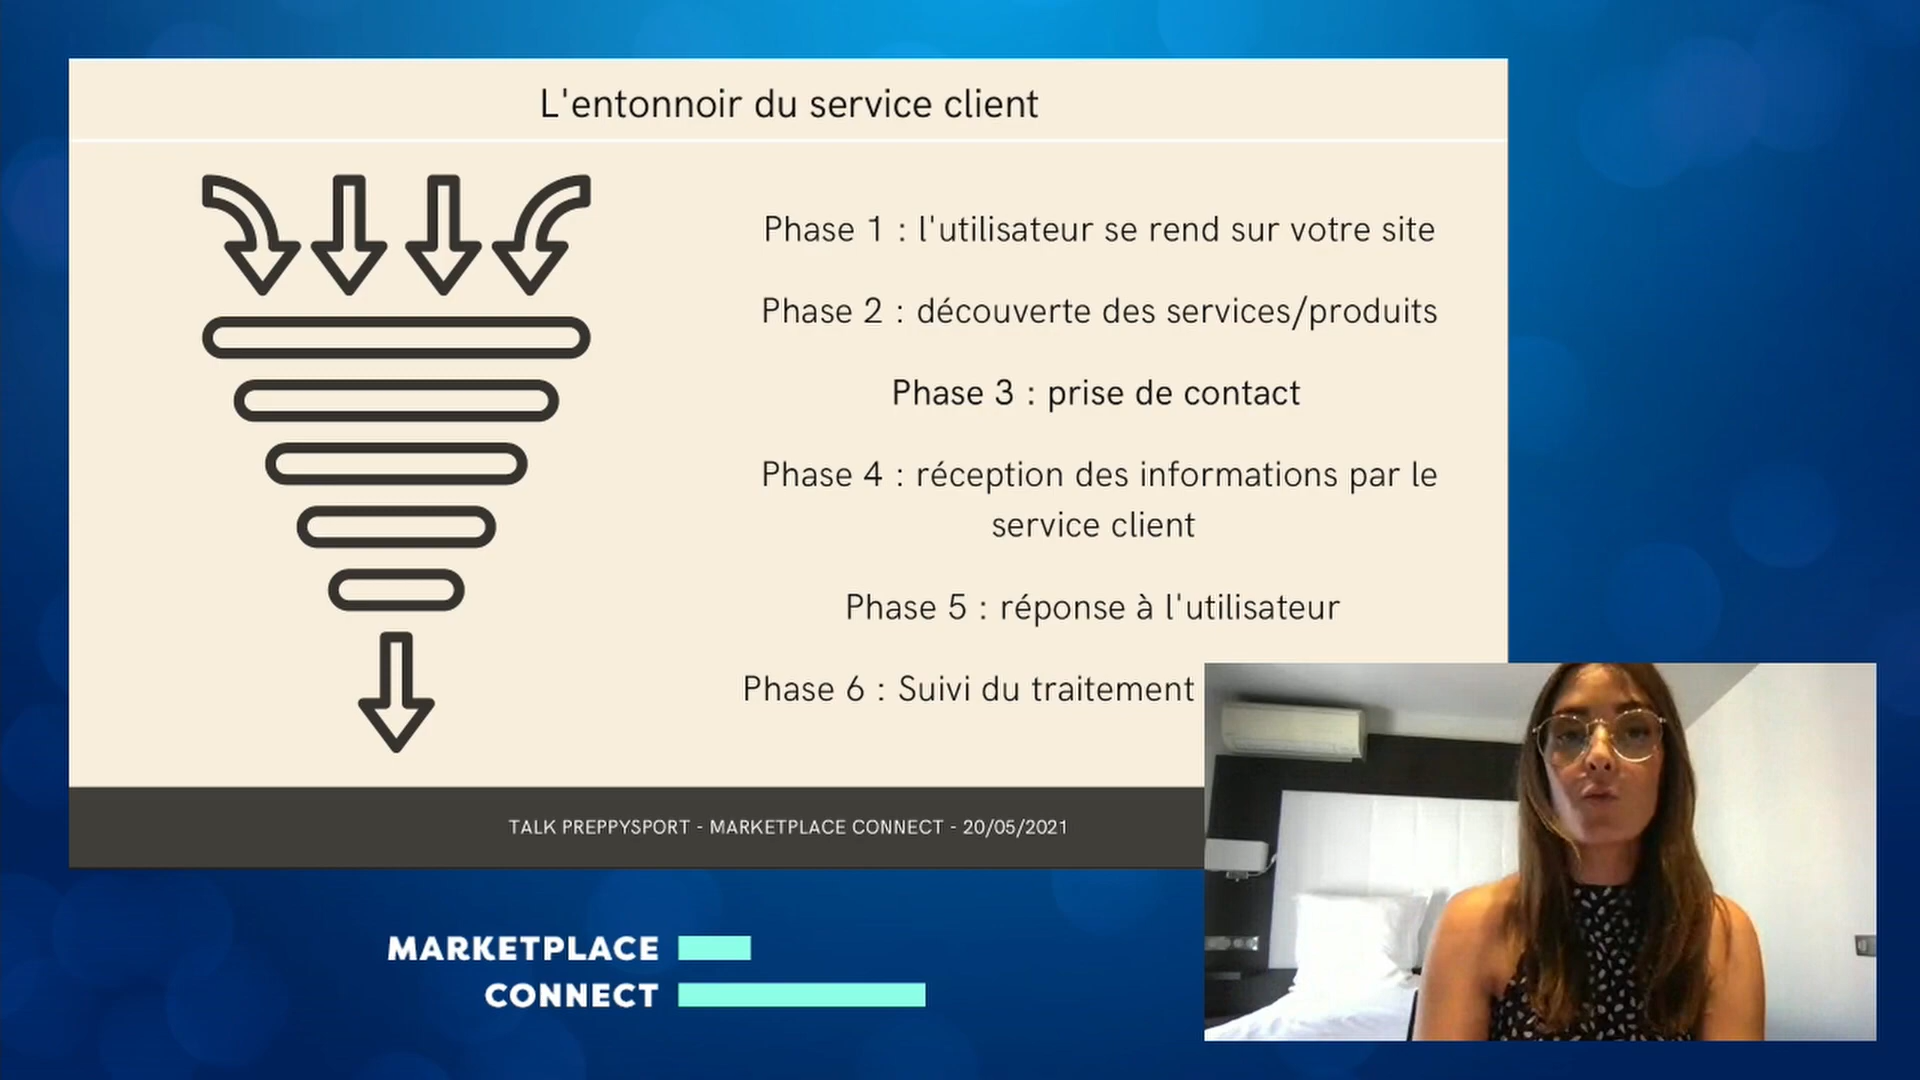 L'entonnoir du service client
Phase 1 : l'utilisateur se rend sur votre site
Phase 2 : découverte des services/produits
Phase 3 : prise de contact
Phase 4 : réception des informations par le
service client
Phase 5 : réponse à l'utilisateur
Phase 6 : Suivi du traitement
TALK PREPPYSPORT - MARKETPLACE CONNECT - 20/05/2021
MARKETPLACE
CONNECT